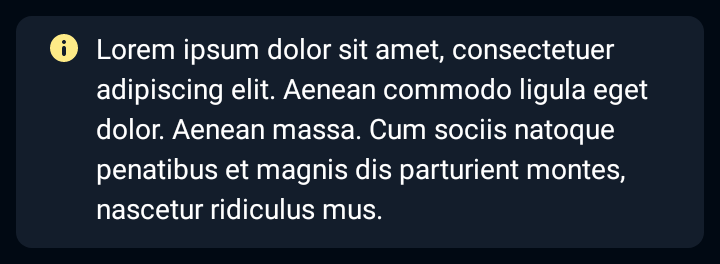 Lorem ipsum dolor sit amet, consectetuer
adipiscing elit. Aenean commodo ligula eget
dolor. Aenean massa. Cum sociis natoque
penatibus et magnis dis parturient montes,
nascetur ridiculus mus.